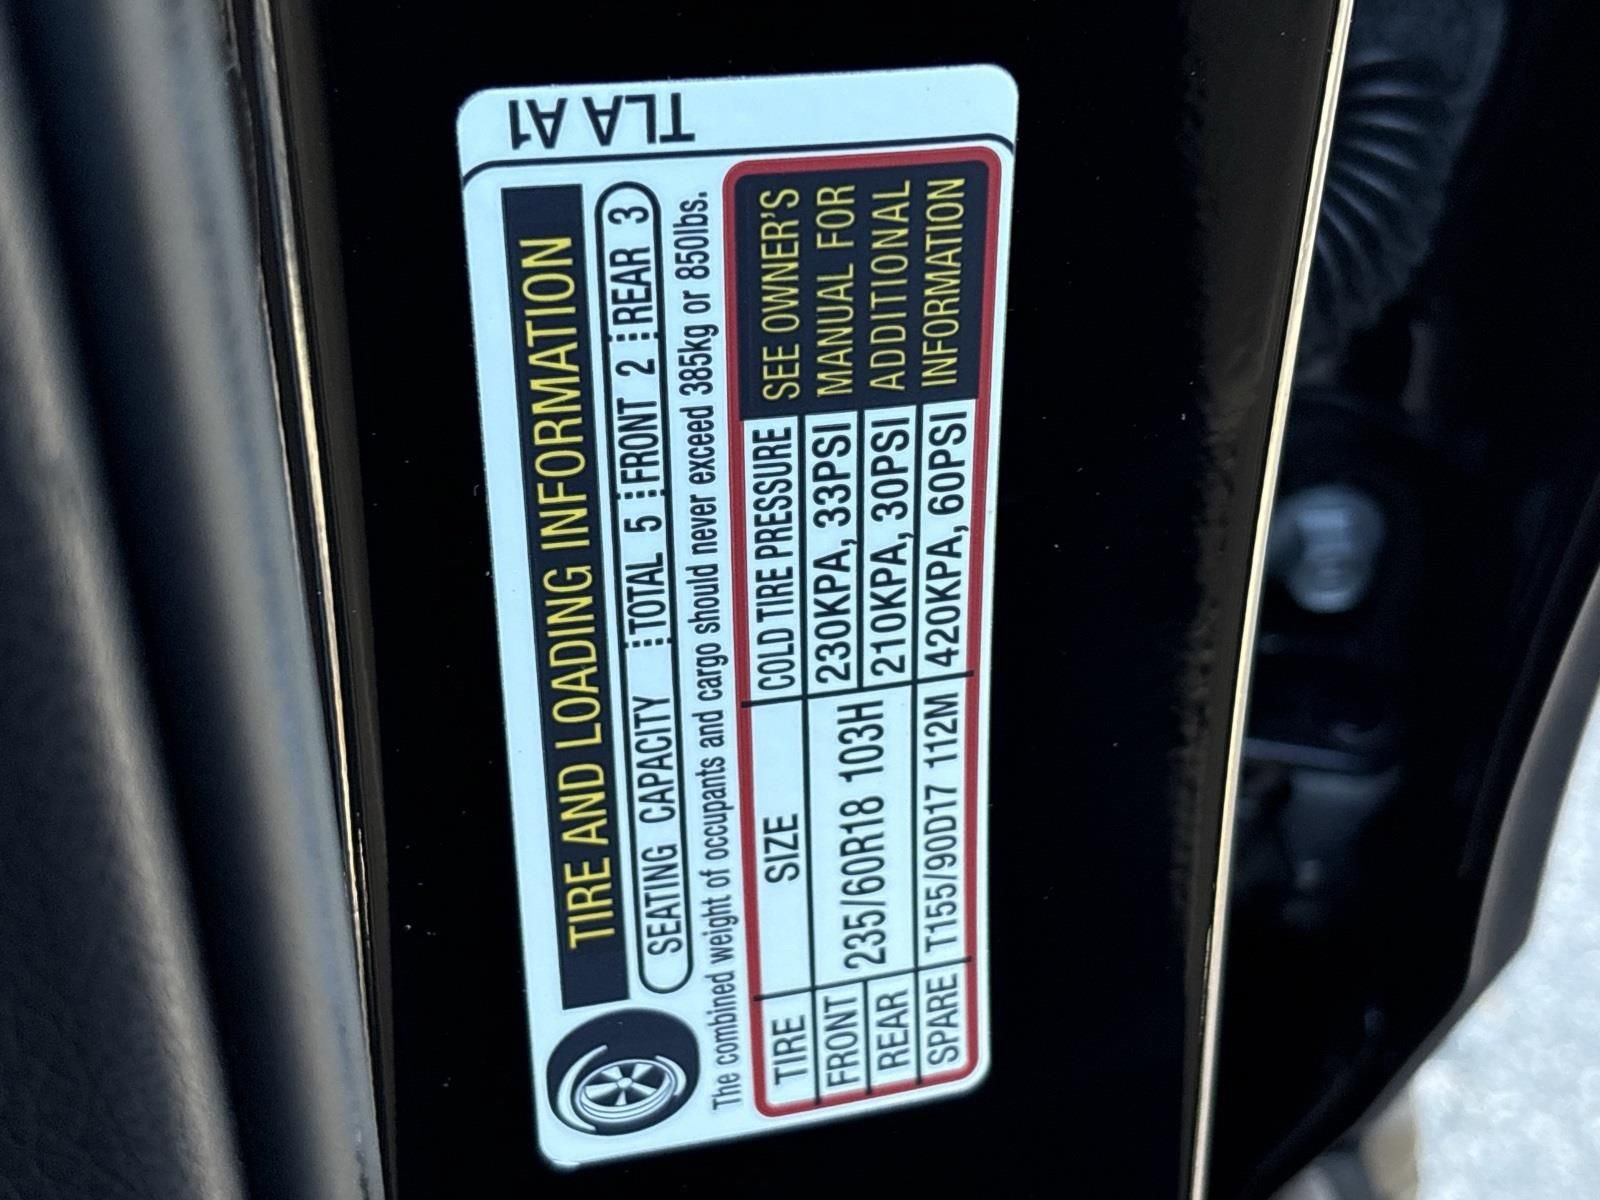 TLA A1
TIRE AND LOADING INFORMATION
SEATING CAPACITY TOTAL 5 FRONT 2 REAR 3
The combined weight of occupants and cargo should never exceed 385kg or 850lbs.
TIRE SIZE COLD TIRE PRESSURE
FRONT 235/60R18 103H 230KPA, 33PSI
REAR 210KPA, 30PSI
SPARE T155/90D17 112M 420KPA, 60PSI
SEE OWNER'S
MANUAL FOR
ADDITIONAL
INFORMATION